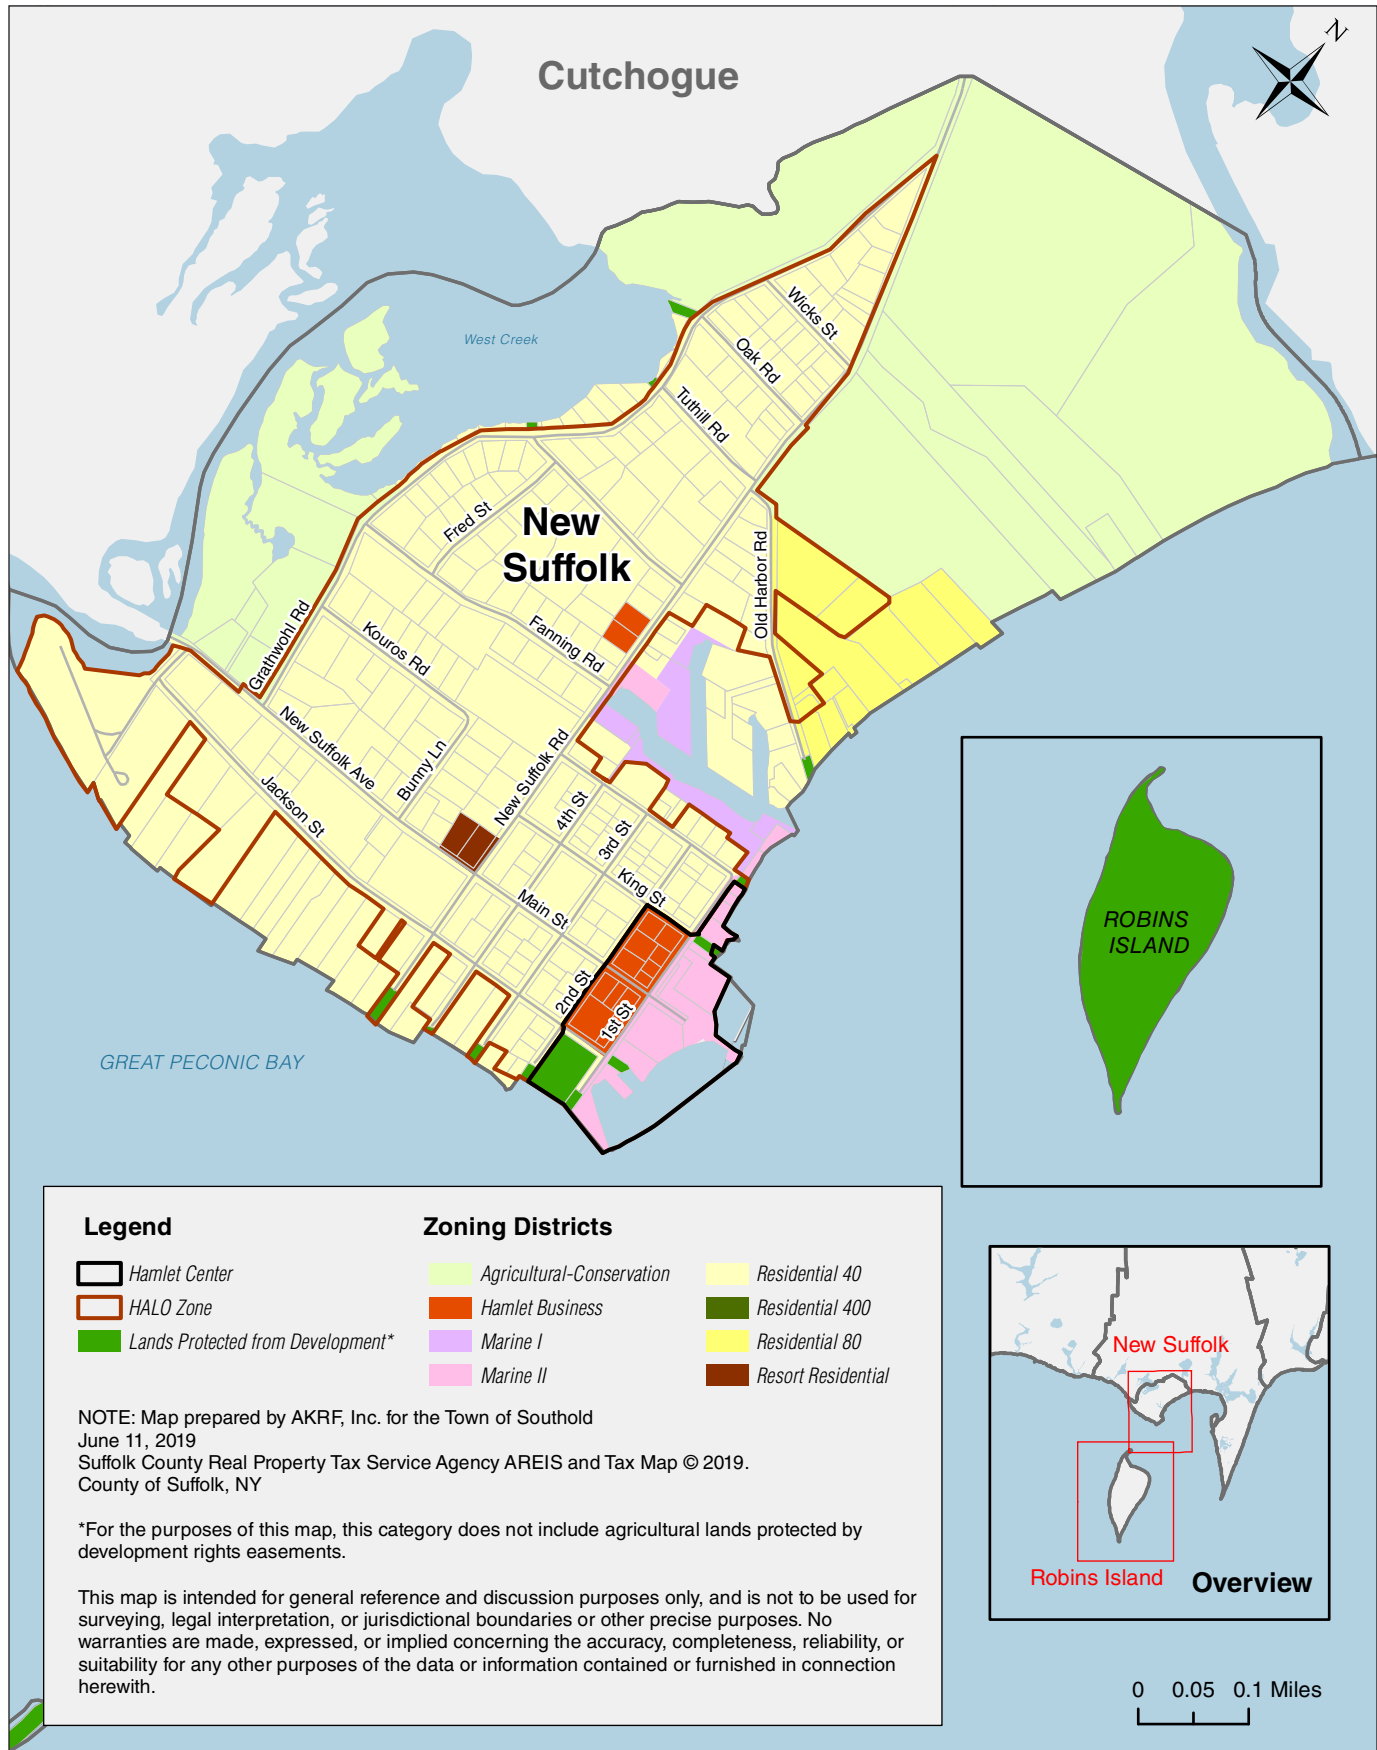 N
Cutchogue
West Creek
Wicks St
Oak Rd
Tuthill Rd
Fred St
New
Suffolk
Old Harbor Rd
Grathwohl Rd
Kouros Rd
Fanning Rd
New Suffolk Ave
Bunny Ln
New Suffolk Rd
Jackson St
4th St
3rd St
King St
Main St
2nd St
1st St
GREAT PECONIC BAY
ROBINS
ISLAND
Legend
Hamlet Center
HALO Zone
Lands Protected from Development*
Zoning Districts
Agricultural-Conservation
Hamlet Business
Marine I
Marine II
Residential 40
Residential 400
Residential 80
Resort Residential
NOTE: Map prepared by AKRF, Inc. for the Town of Southold
June 11, 2019
Suffolk County Real Property Tax Service Agency AREIS and Tax Map © 2019.
County of Suffolk, NY
*For the purposes of this map, this category does not include agricultural lands protected by
development rights easements.
This map is intended for general reference and discussion purposes only, and is not to be used for
surveying, legal interpretation, or jurisdictional boundaries or other precise purposes. No
warranties are made, expressed, or implied concerning the accuracy, completeness, reliability, or
suitability for any other purposes of the data or information contained or furnished in connection
herewith.
New Suffolk
Robins Island
Overview
0 0.05 0.1 Miles